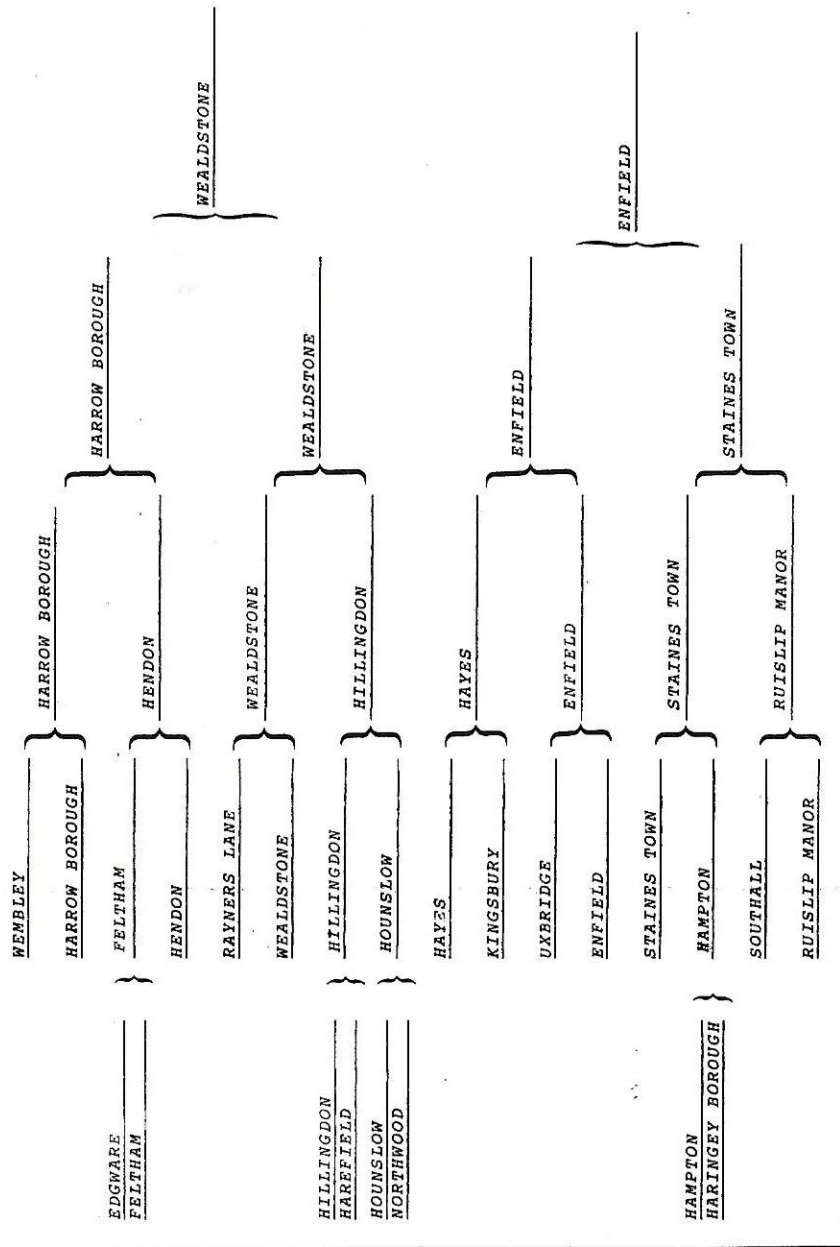 EDGWARE
FELTHAM
HILLINGDON
HAREFIELD
HOUNSLOW
NORTHWOOD
HAMPTON
HARINGEY BOROUGH
WEMBLEY
HARROW BOROUGH
FELTHAM
HENDON
RAYNERS LANE
WEALDSTONE
HILLINGDON
HOUNSLOW
HAYES
KINGSBURY
UXBRIDGE
ENFIELD
STAINES TOWN
HAMPTON
SOUTHALL
RUISLIP MANOR
HARROW BOROUGH
HENDON
WEALDSTONE
HILLINGDON
HAYES
ENFIELD
STAINES TOWN
RUISLIP MANOR
HARROW BOROUGH
WEALDSTONE
ENFIELD
STAINES TOWN
WEALDSTONE
ENFIELD